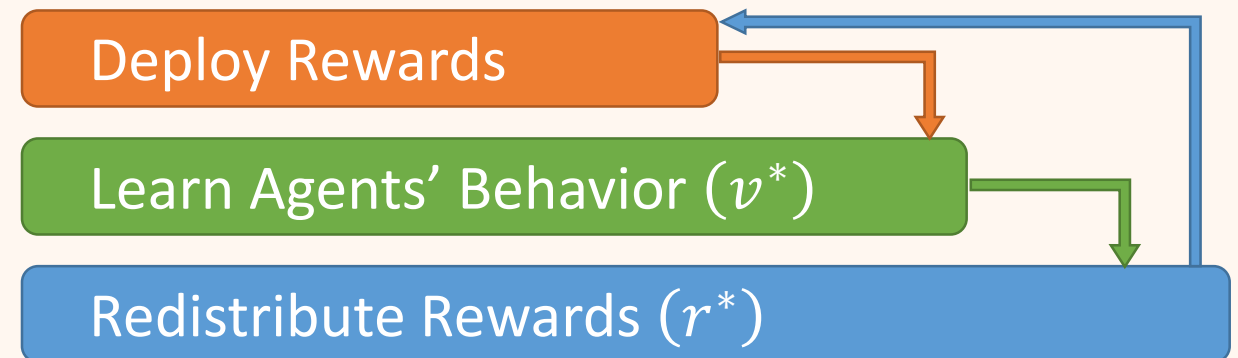 Deploy Rewards
Learn Agents’ Behavior (v*)
Redistribute Rewards (r*)